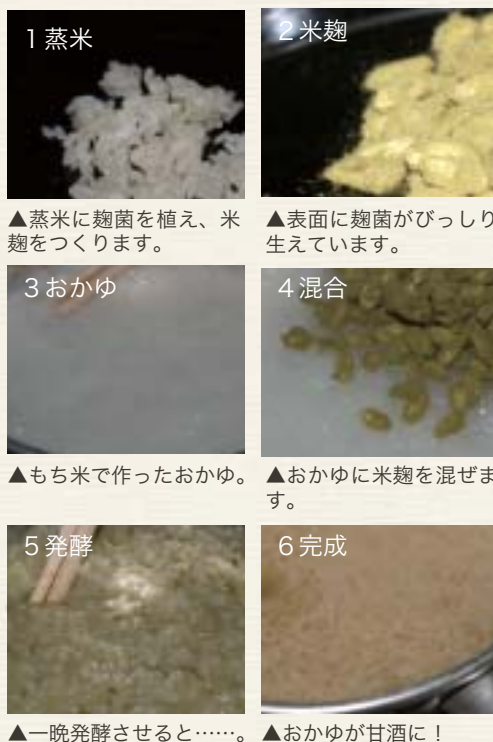 1 蒸米
2 米麹
▲蒸米に麹菌を植え、米
麹をつくります。
▲表面に麹菌がびっしり
生えています。
3 おかゆ
4 混合
▲もち米で作ったおかゆ。
▲おかゆに米麹を混ぜま
す。
5 発酵
6 完成
▲一晩発酵させると……。
▲おかゆが甘酒に！